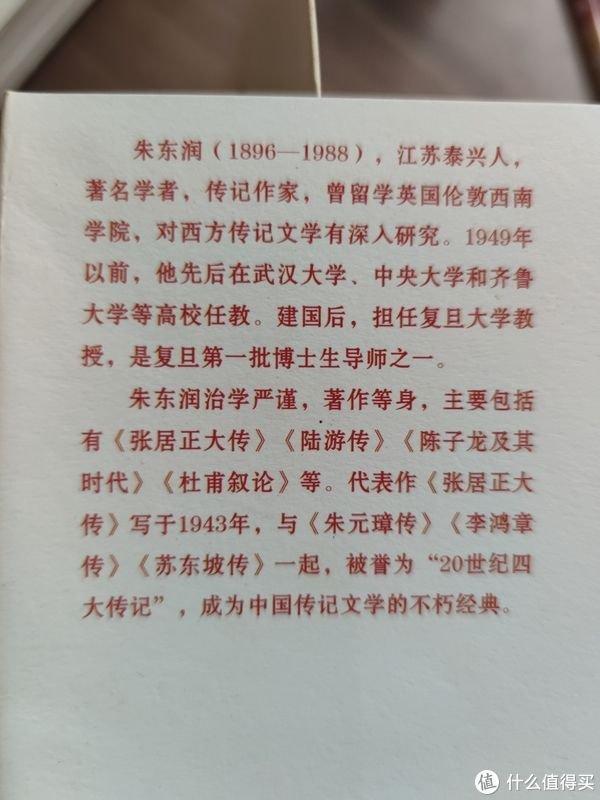 朱东润（1896—1988），江苏泰兴人，
著名学者，传记作家，曾留学英国伦敦西南
学院，对西方传记文学有深入研究。1949年
以前，他先后在武汉大学、中央大学和齐鲁
大学等高校任教。建国后，担任复旦大学教
授，是复旦第一批博士生导师之一。
朱东润治学严谨，著作等身，主要包括
有《张居正大传》《陆游传》《陈子龙及其
时代》《杜甫叙论》等。代表作《张居正大
传》写于1943年，与《朱元璋传》《李鸿章
传》《苏东坡传》一起，被誉为“20世纪四
大传记”，成为中国传记文学的不朽经典。
值 什么值得买